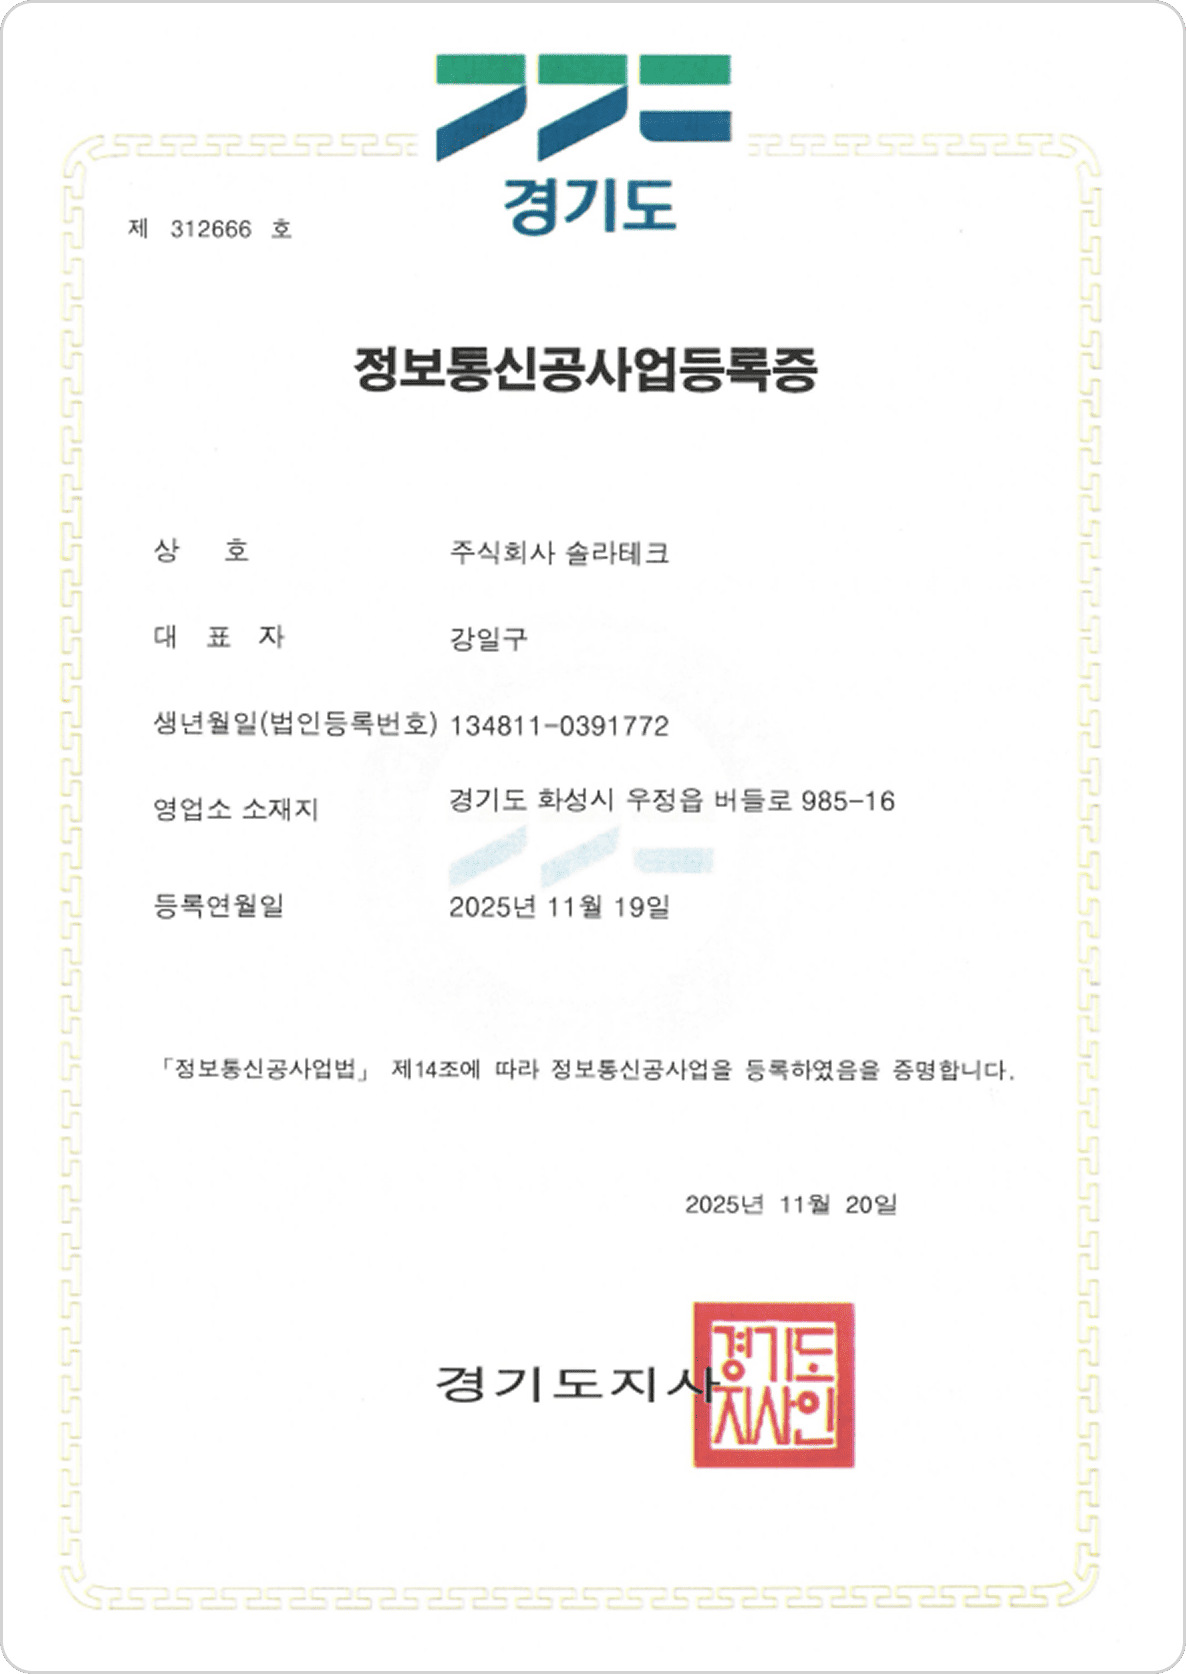 경기도
제 312666 호
정보통신공사업등록증
상 호 주식회사 솔라테크
대 표 자 강일구
생년월일(법인등록번호) 134811-0391772
영업소 소재지 경기도 화성시 우정읍 버들로 985-16
등록연월일 2025년 11월 19일
「정보통신공사업법」 제14조에 따라 정보통신공사업을 등록하였음을 증명합니다.
2025년 11월 20일
경기도지사
경기도
지사인